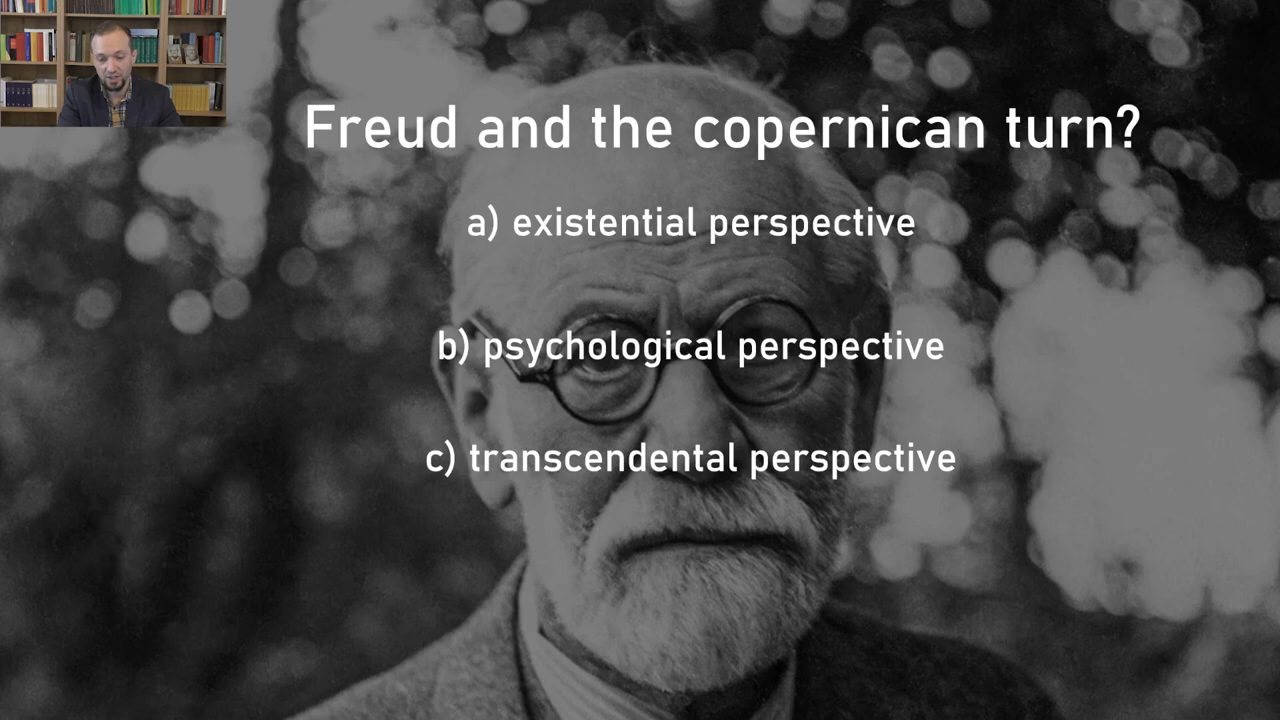 Freud and the copernican turn?
a) existential perspective
b) psychological perspective
c) transcendental perspective